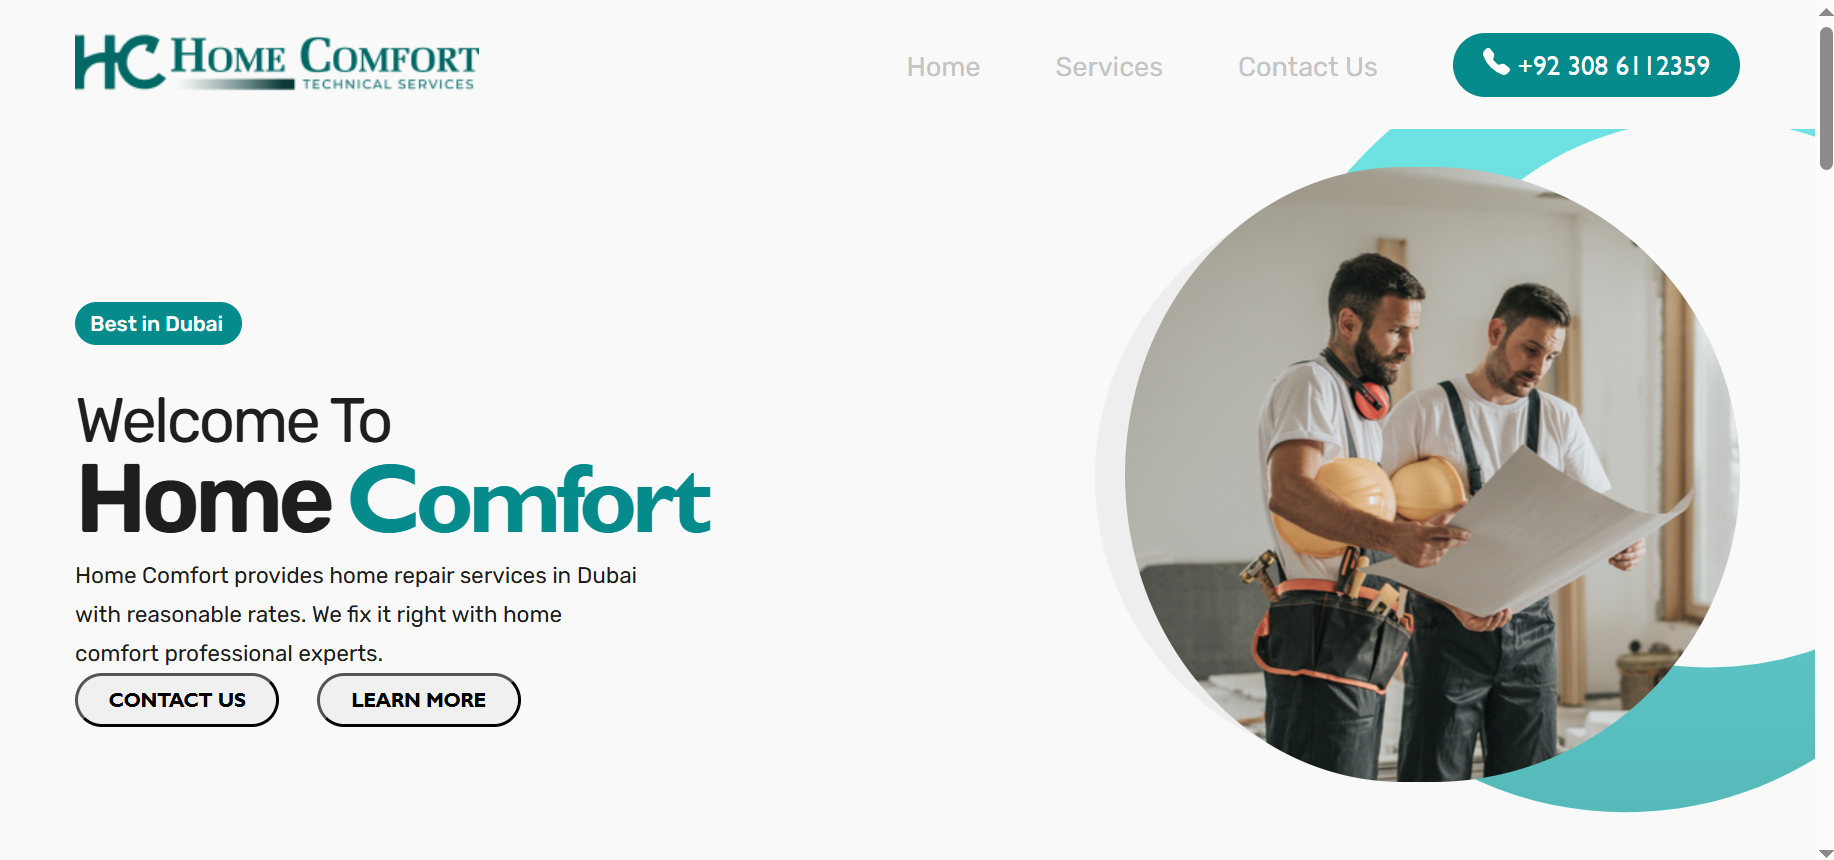 HC HOME COMFORT
TECHNICAL SERVICES
Home
Services
Contact Us
+92 308 6112359
Best in Dubai
Welcome To
Home Comfort
Home Comfort provides home repair services in Dubai
with reasonable rates. We fix it right with home
comfort professional experts.
CONTACT US
LEARN MORE